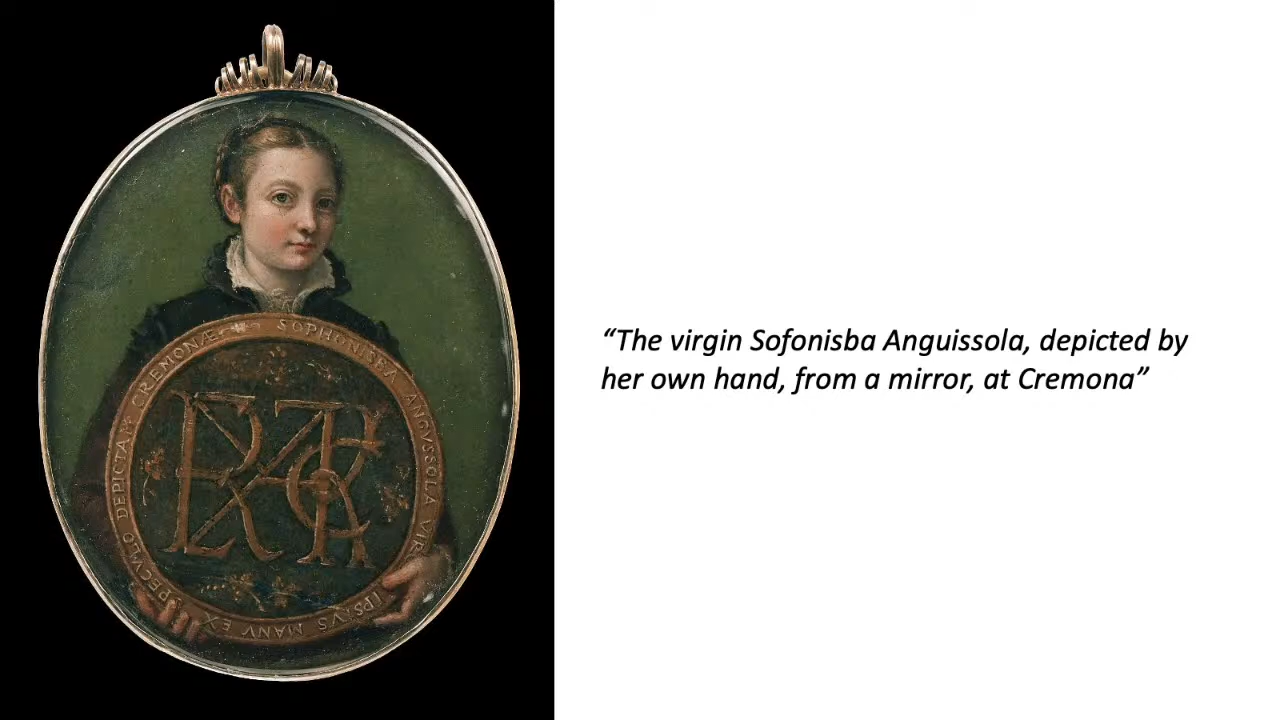 SOPHONISBA ANGVSSOLA VIR IPSIVS MANV EX SPECVLO DEPICTAM CREMONÆ
“The virgin Sofonisba Anguissola, depicted by
her own hand, from a mirror, at Cremona”